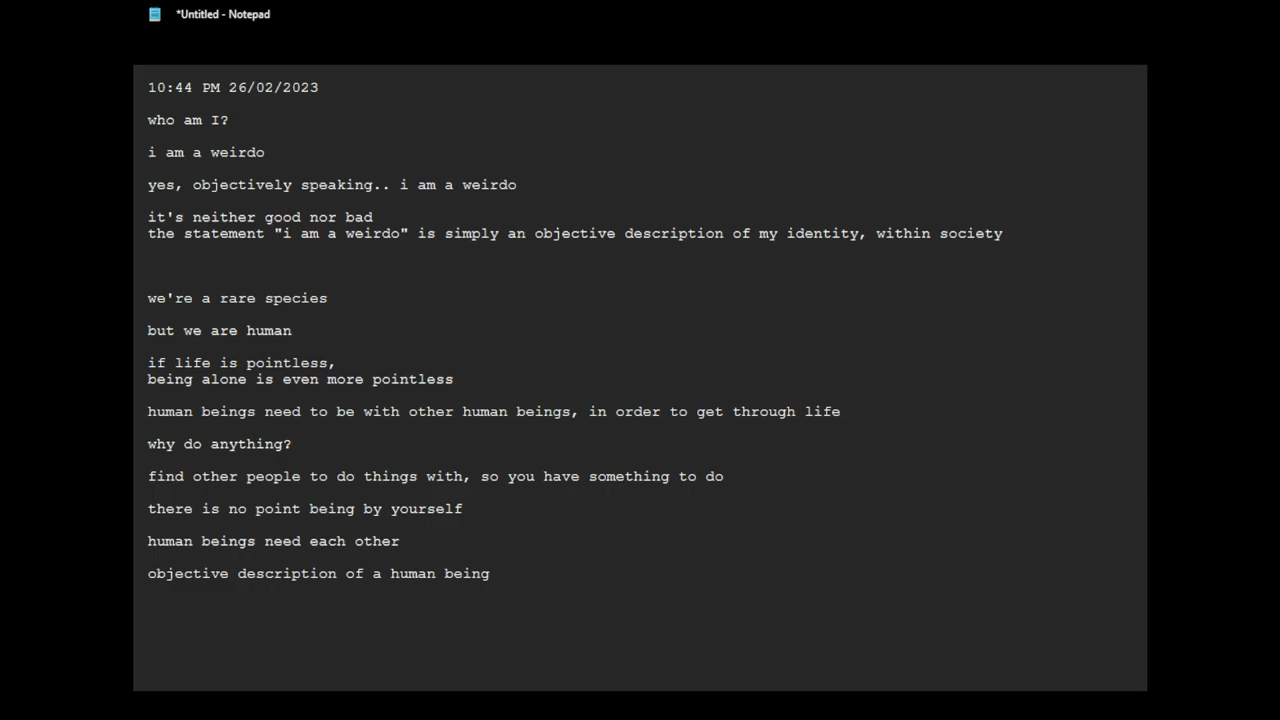 *Untitled - Notepad
10:44 PM 26/02/2023
who am I?
i am a weirdo
yes, objectively speaking.. i am a weirdo
it's neither good nor bad
the statement "i am a weirdo" is simply an objective description of my identity, within society
we're a rare species
but we are human
if life is pointless,
being alone is even more pointless
human beings need to be with other human beings, in order to get through life
why do anything?
find other people to do things with, so you have something to do
there is no point being by yourself
human beings need each other
objective description of a human being